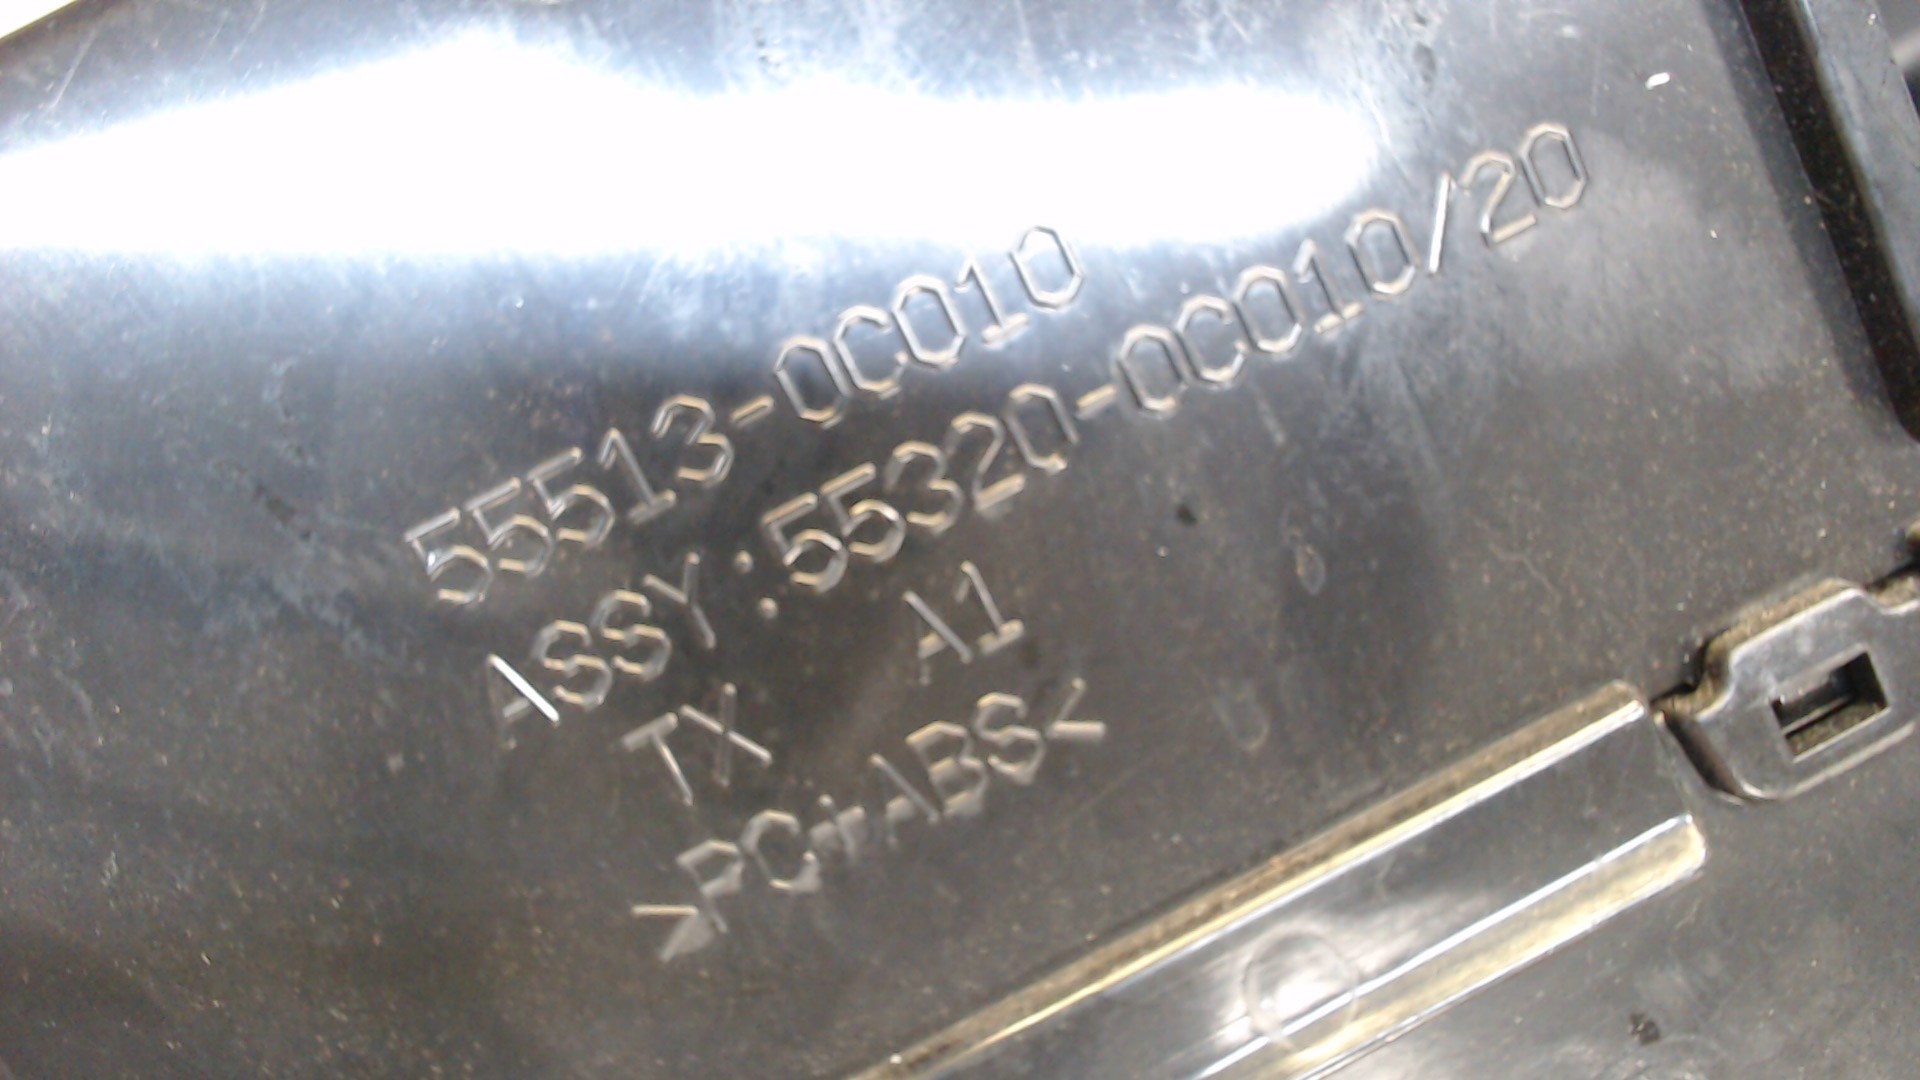 55513-0C010
ASSY:55320-0C010/20
TX A1
>PC+ABS<